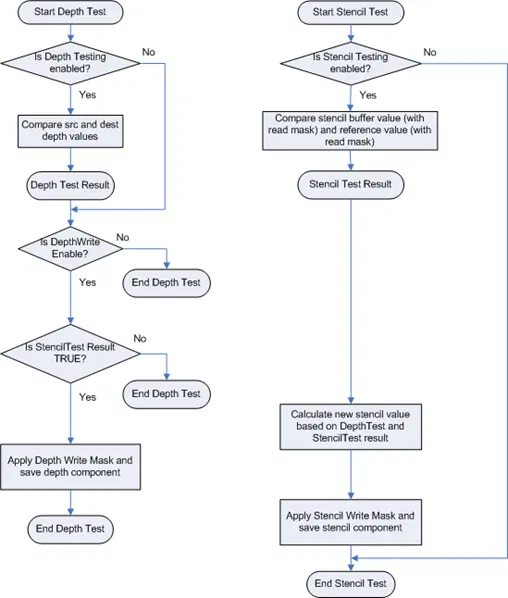 Start Depth Test
Is Depth Testing
enabled?
No
Yes
Compare src and dest
depth values
Depth Test Result
Is DepthWrite
Enable?
No
End Depth Test
Yes
Is StencilTest Result
TRUE?
No
End Depth Test
Yes
Apply Depth Write Mask and
save depth component
End Depth Test
Start Stencil Test
Is Stencil Testing
enabled?
No
Yes
Compare stencil buffer value (with
read mask) and reference value (with
read mask)
Stencil Test Result
Calculate new stencil value
based on DepthTest and
StencilTest result
Apply Stencil Write Mask and
save stencil component
End Stencil Test